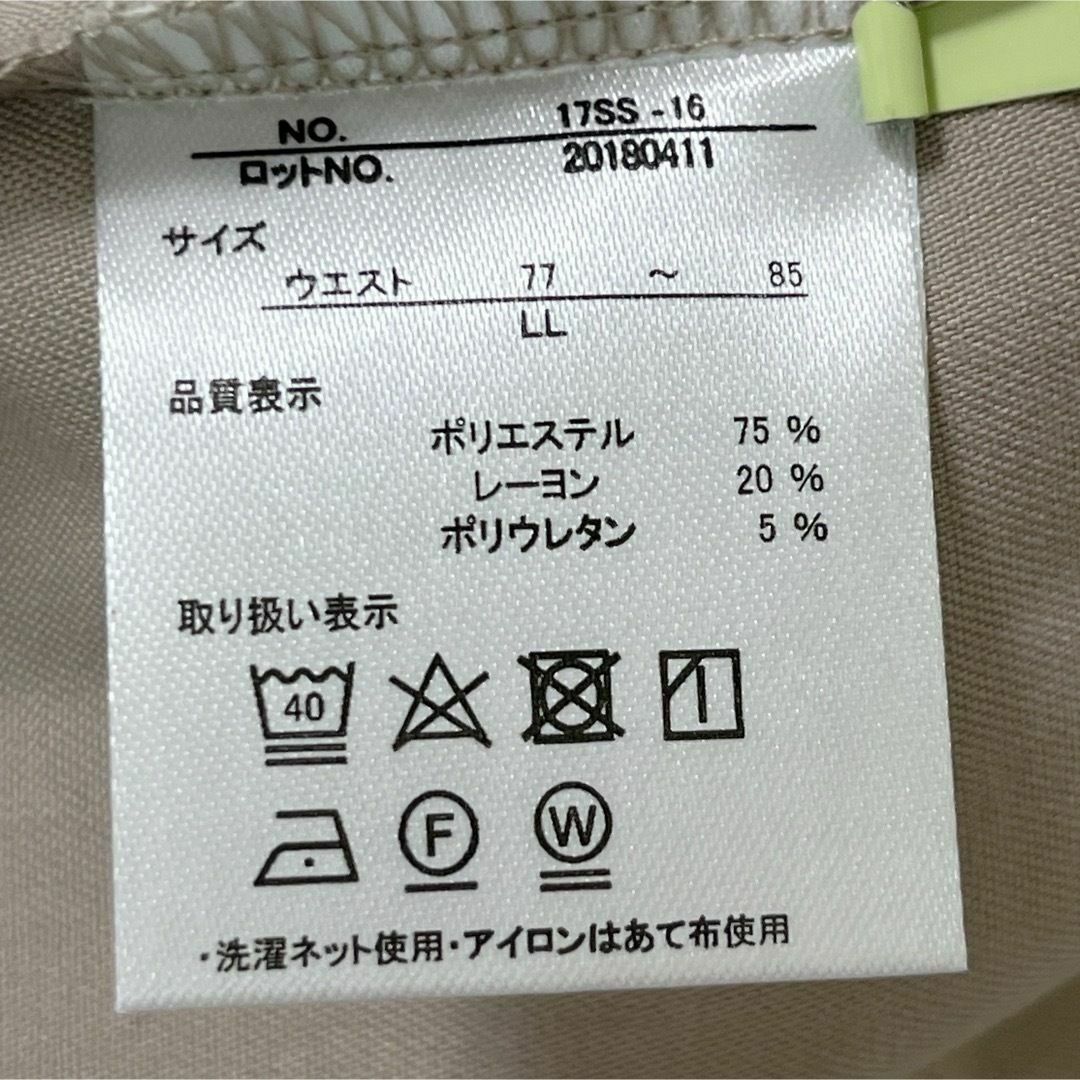 NO. 17SS -16
ロットNO. 20180411
サイズ
ウエスト 77 ～ 85
LL
品質表示
ポリエステル 75 %
レーヨン 20 %
ポリウレタン 5 %
取り扱い表示
40
F W
・洗濯ネット使用・アイロンはあて布使用